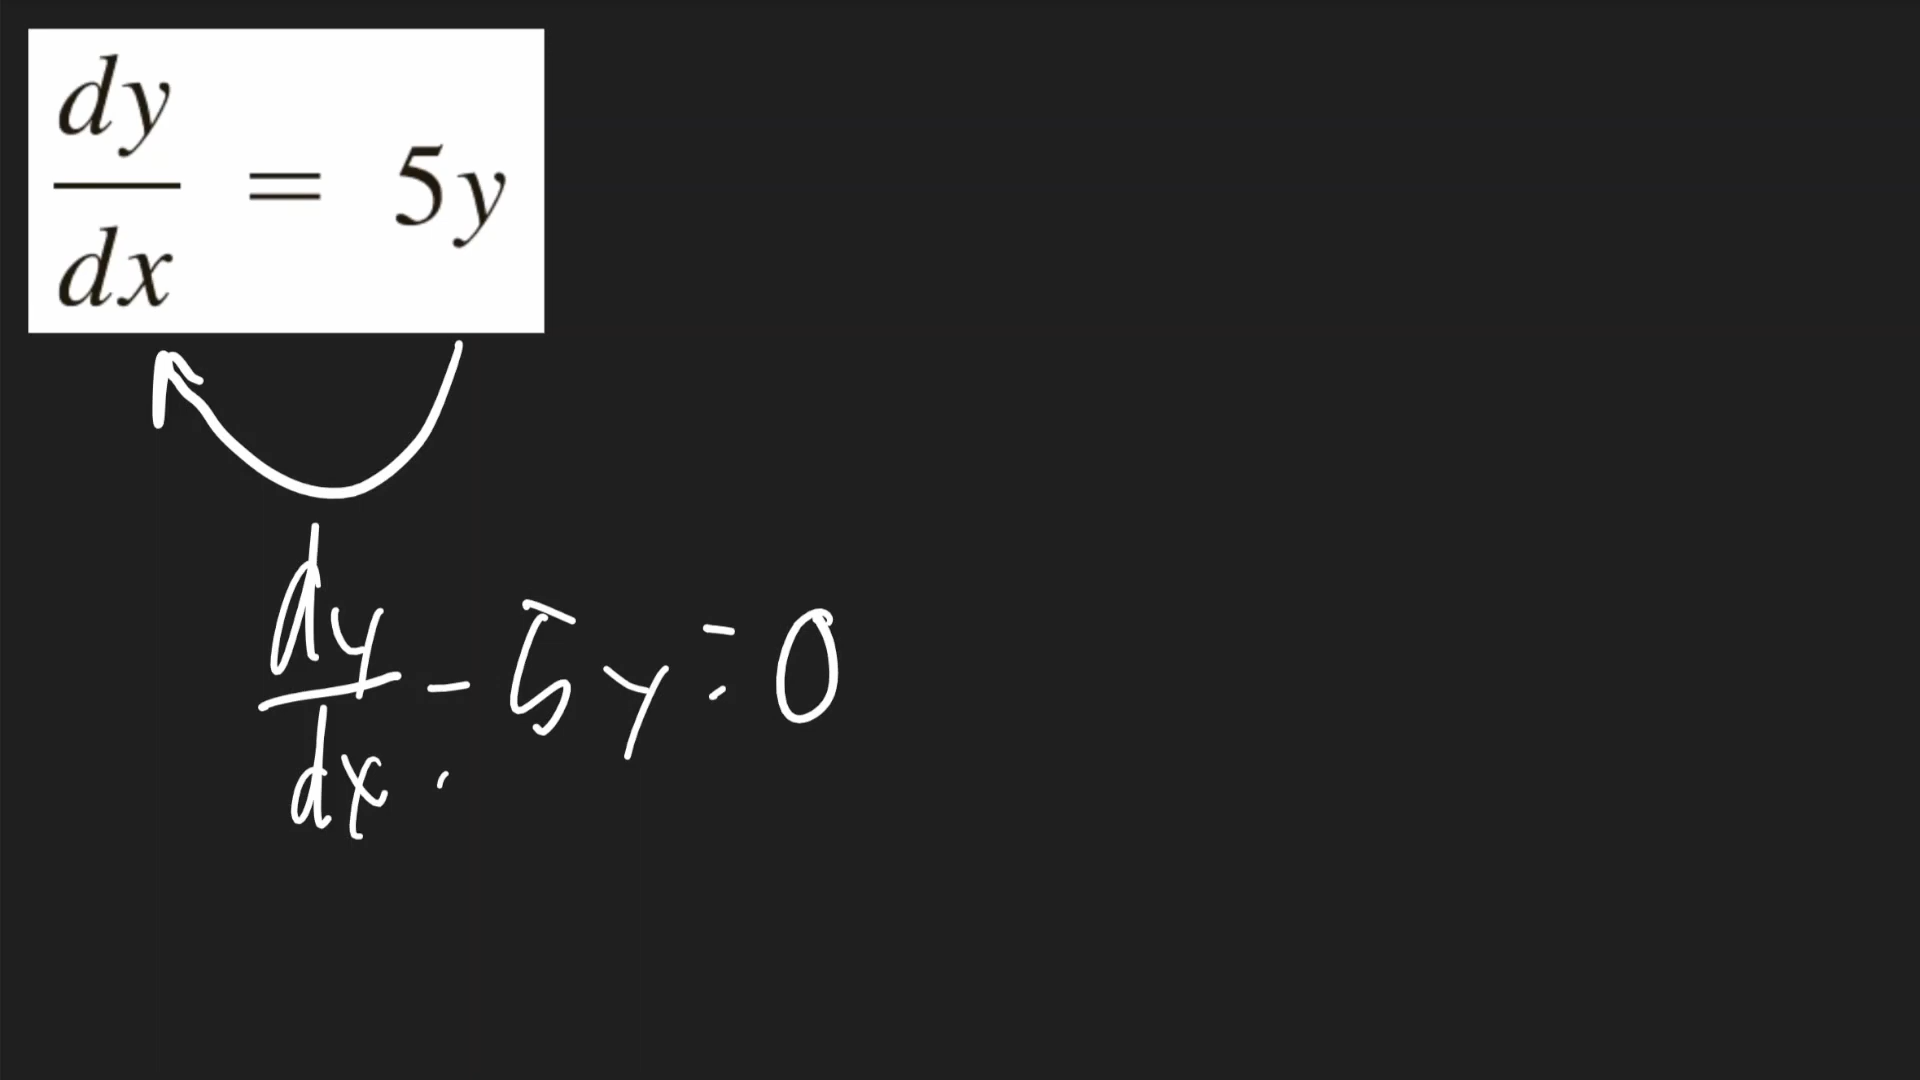 dy/dx = 5y
dy/dx - 5y = 0